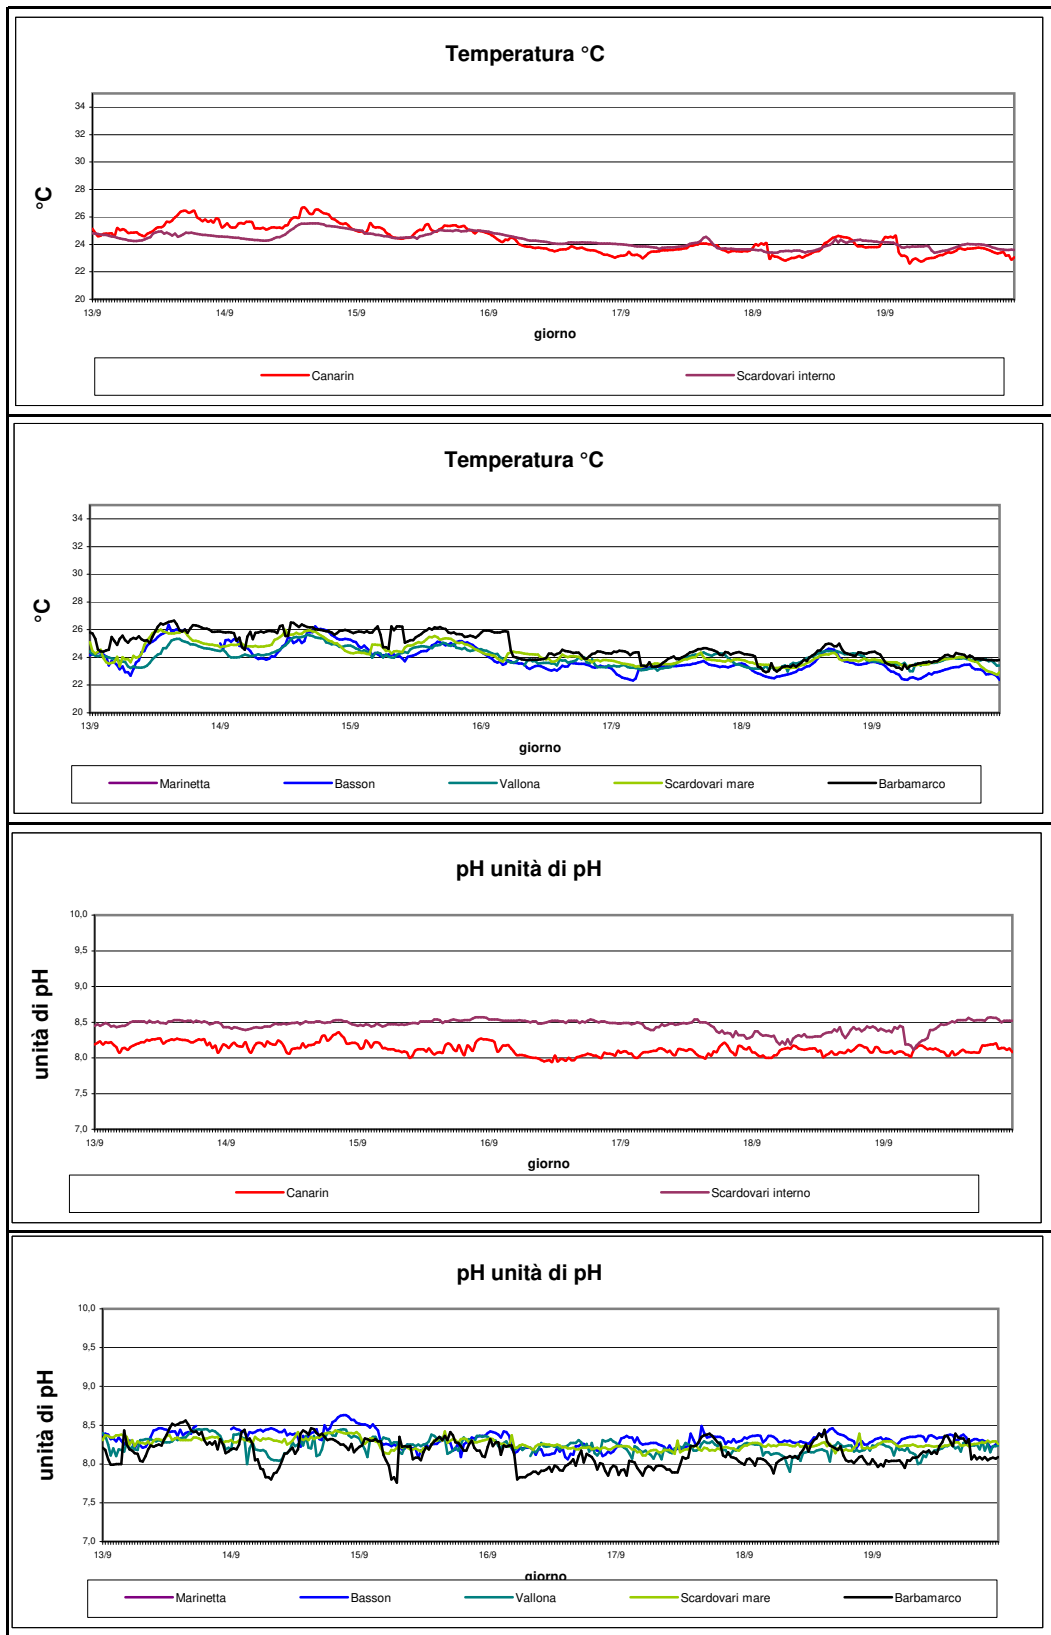 Temperatura °C
34
32
30
28
26
24
22
20
°C
13/9 14/9 15/9 16/9 17/9 18/9 19/9
giorno
Canarin Scardovari interno
Temperatura °C
34
32
30
28
26
24
22
20
°C
13/9 14/9 15/9 16/9 17/9 18/9 19/9
giorno
Marinetta Basson Vallona Scardovari mare Barbamarco
pH unità di pH
10,0
9,5
9,0
8,5
8,0
7,5
7,0
unità di pH
13/9 14/9 15/9 16/9 17/9 18/9 19/9
giorno
Canarin Scardovari interno
pH unità di pH
10,0
9,5
9,0
8,5
8,0
7,5
7,0
unità di pH
13/9 14/9 15/9 16/9 17/9 18/9 19/9
giorno
Marinetta Basson Vallona Scardovari mare Barbamarco